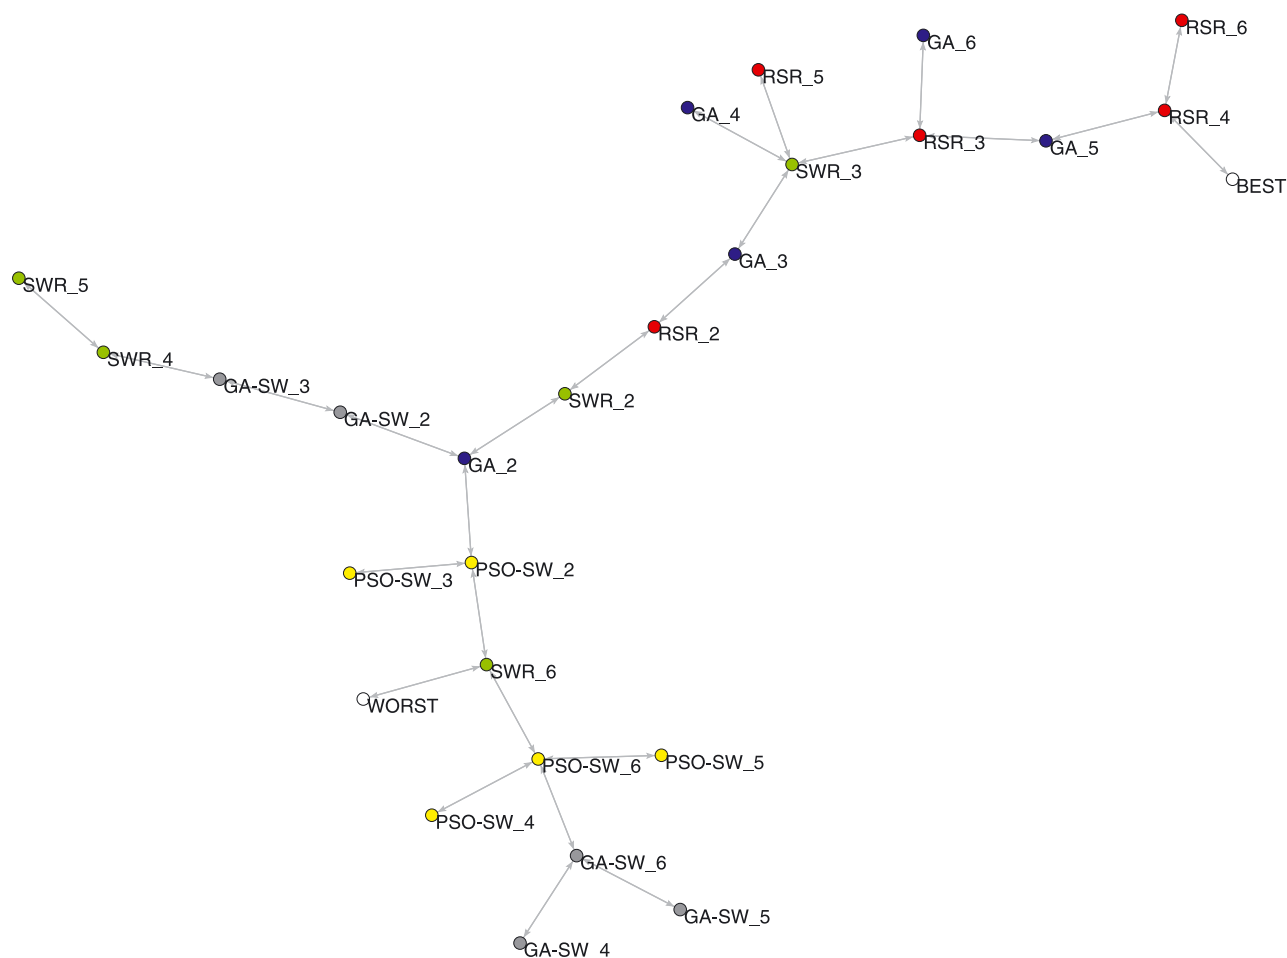 RSR_6
GA_6
RSR_5
GA_4
RSR_4
RSR_3
GA_5
SWR_3
BEST
GA_3
SWR_5
RSR_2
SWR_4
GA-SW_3
SWR_2
GA-SW_2
GA_2
PSO-SW_2
PSO-SW_3
SWR_6
WORST
PSO-SW_5
PSO-SW_6
PSO-SW_4
GA-SW_6
GA-SW_5
GA-SW_4